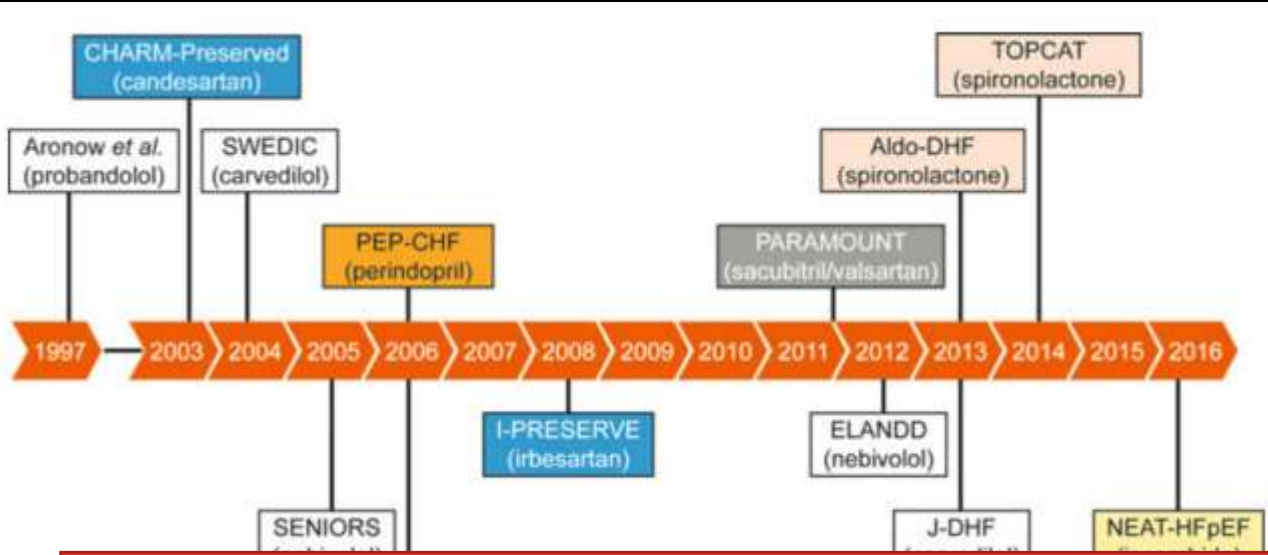 CHARM-Preserved
(candesartan)
TOPCAT
(spironolactone)
Aronow et al.
(probandolol)
SWEDIC
(carvedilol)
Aldo-DHF
(spironolactone)
PEP-CHF
(perindopril)
PARAMOUNT
(sacubitril/valsartan)
1997 2003 2004 2005 2006 2007 2008 2009 2010 2011 2012 2013 2014 2015 2016
I-PRESERVE
(irbesartan)
ELANDD
(nebivolol)
SENIORS
J-DHF
NEAT-HFpEF